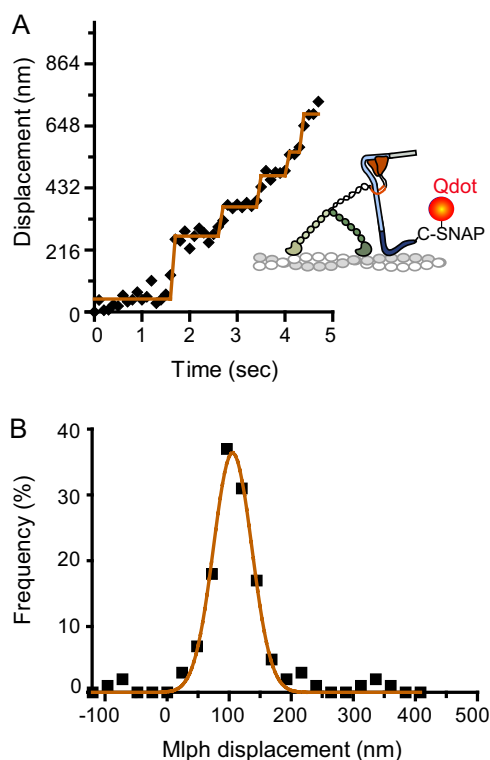 A
Displacement (nm)
864
648
432
216
0
0 1 2 3 4 5
Time (sec)
Qdot
C-SNAP
B
Frequency (%)
40
30
20
10
0
-100 0 100 200 300 400 500
Mlph displacement (nm)